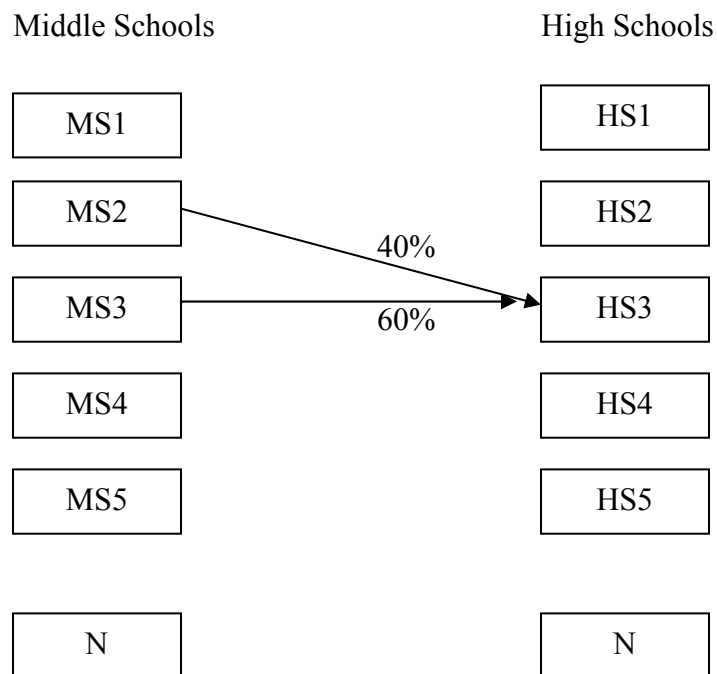 Middle Schools
High Schools
MS1
HS1
MS2
HS2
40%
MS3
HS3
60%
MS4
HS4
MS5
HS5
N
N